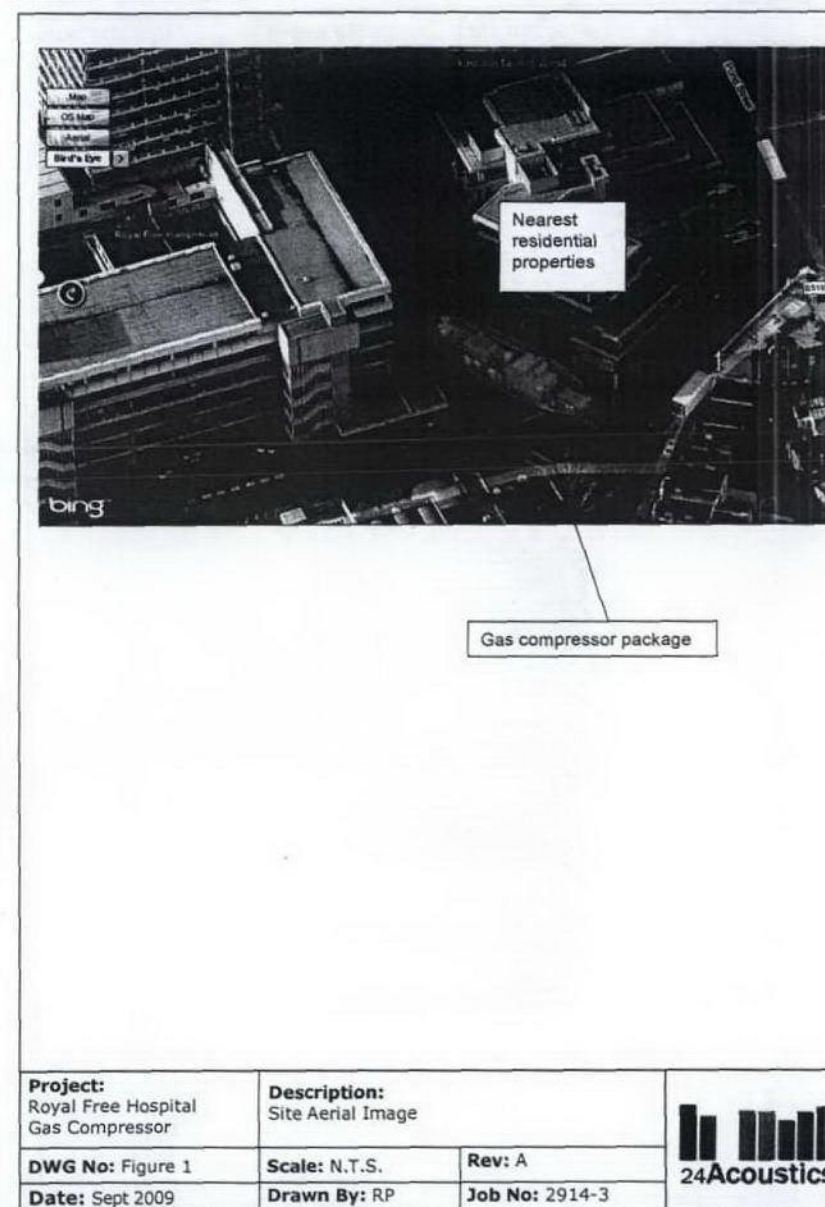 Map
OS Map
Aerial
Bird's Eye
Nearest
residential
properties
bing
Gas compressor package
Project:
Royal Free Hospital
Gas Compressor
Description:
Site Aerial Image
DWG No: Figure 1
Scale: N.T.S.
Rev: A
Date: Sept 2009
Drawn By: RP
Job No: 2914-3
24Acoustics